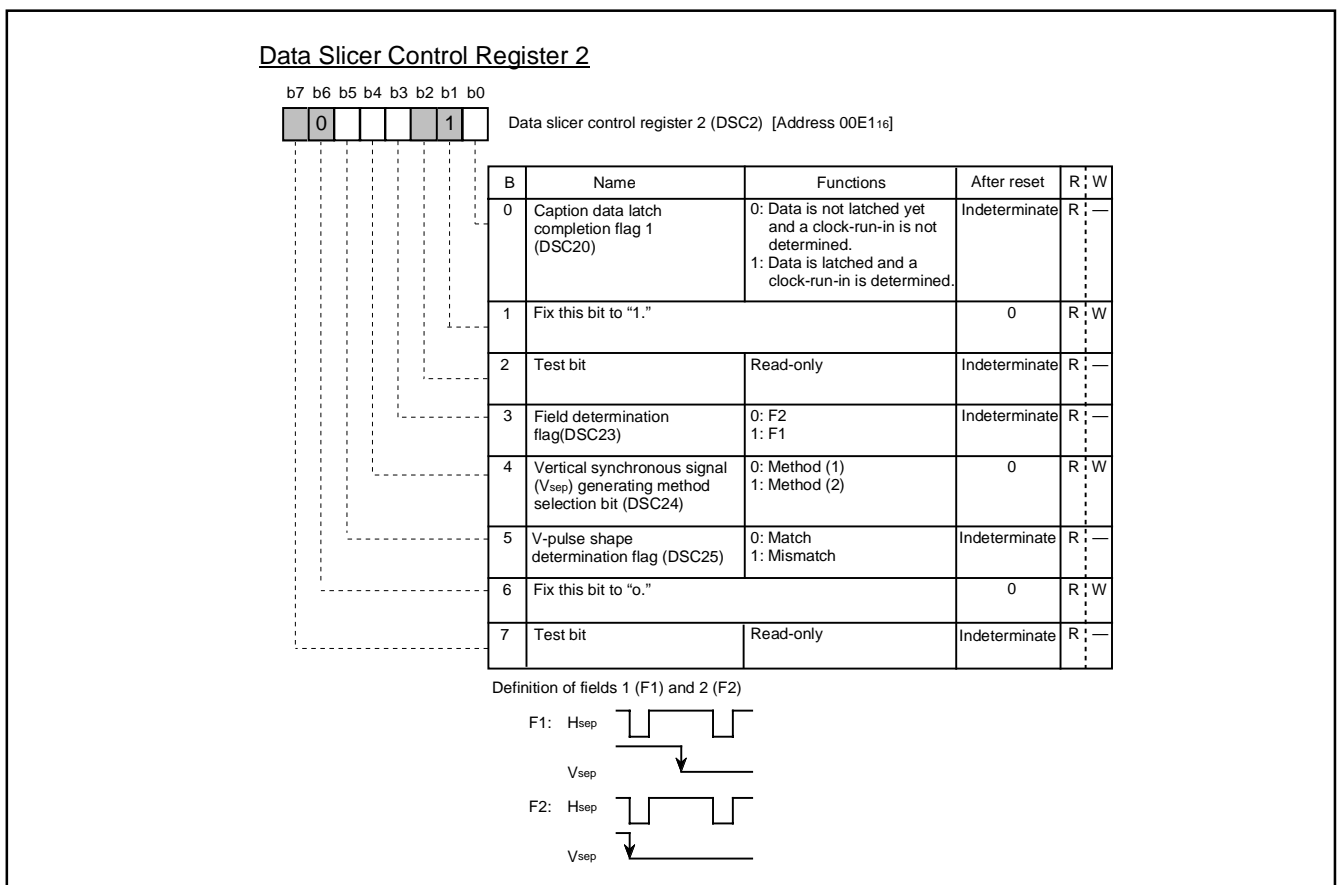 Data Slicer Control Register 2
b7 b6 b5 b4 b3 b2 b1 b0
0 1
Data slicer control register 2 (DSC2) [Address 00E116]
B Name Functions After reset R W
0 Caption data latch completion flag 1 (DSC20) 0: Data is not latched yet and a clock-run-in is not determined. 1: Data is latched and a clock-run-in is determined. Indeterminate R —
1 Fix this bit to “1.” 0 R W
2 Test bit Read-only Indeterminate R —
3 Field determination flag(DSC23) 0: F2 1: F1 Indeterminate R —
4 Vertical synchronous signal (Vsep) generating method selection bit (DSC24) 0: Method (1) 1: Method (2) 0 R W
5 V-pulse shape determination flag (DSC25) 0: Match 1: Mismatch Indeterminate R —
6 Fix this bit to “o.” 0 R W
7 Test bit Read-only Indeterminate R —
Definition of fields 1 (F1) and 2 (F2)
F1: Hsep
Vsep
F2: Hsep
Vsep